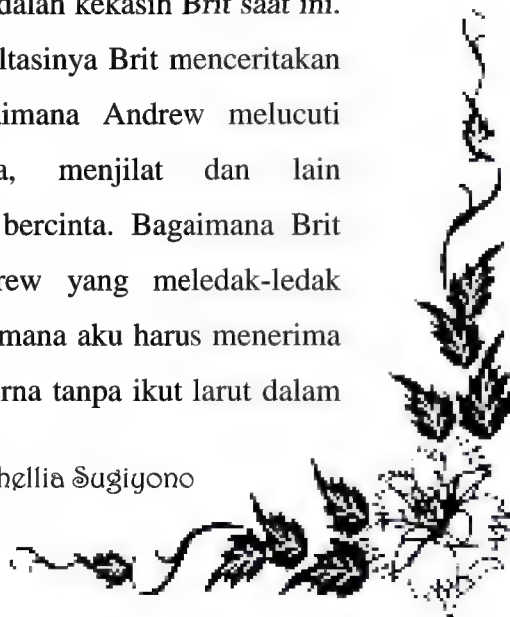 dalah kekasih Brit saat ini.
ltasinya Brit menceritakan
imana Andrew melucuti
a, menjilat dan lain
bercinta. Bagaimana Brit
rew yang meledak-ledak
mana aku harus menerima
rna tanpa ikut larut dalam
hellia Sugiyono